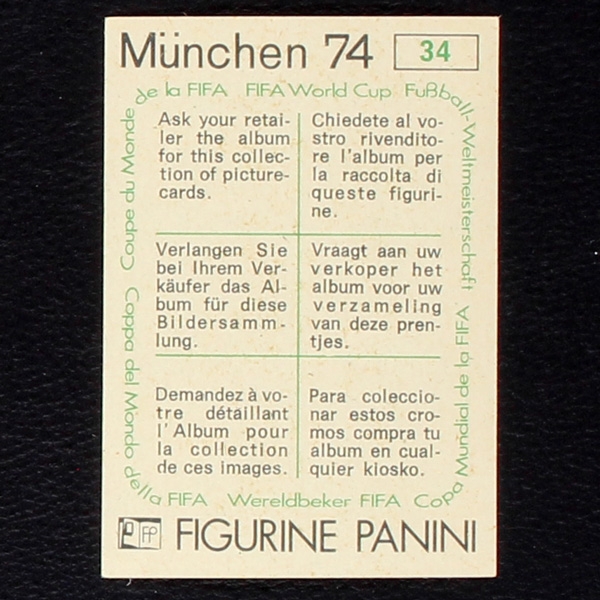 München 74
34
Coupe du Monde de la FIFA
FIFA World Cup
Fußball-Weltmeisterschaft
Ask your retai-
ler the album
for this collec-
tion of picture-
cards.
Chiedete al vo-
stro rivendito-
re l'album per
la raccolta di
queste figuri-
ne.
Verlangen Sie
bei Ihrem Ver-
käufer das Al-
bum für diese
Bildersamm-
lung.
Vraagt aan uw
verkoper het
album voor uw
verzameling
van deze pren-
tjes.
Demandez à vo-
tre détaillant
l'Album pour
la collection
de ces images.
Para coleccio-
nar estos cro-
mos compra tu
album en cual-
quier kiosko.
Coppa del Mondo della FIFA
Wereldbeker FIFA
Copa Mundial de la FIFA
FP
FIGURINE PANINI